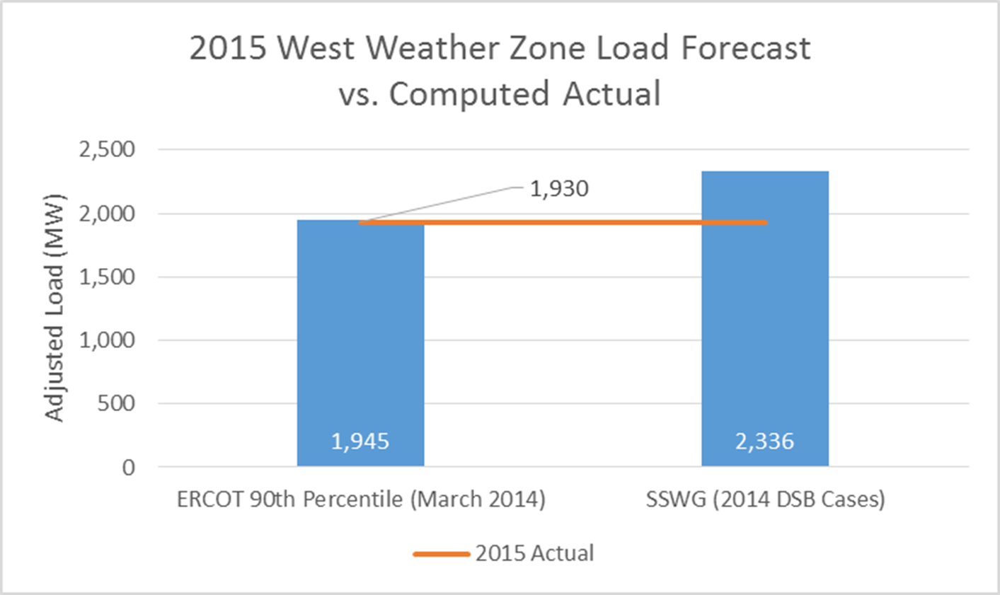 2015 West Weather Zone Load Forecast
vs. Computed Actual
Adjusted Load (MW)
2,500
2,000
1,500
1,000
500
0
1,930
1,945
2,336
ERCOT 90th Percentile (March 2014)
SSWG (2014 DSB Cases)
2015 Actual